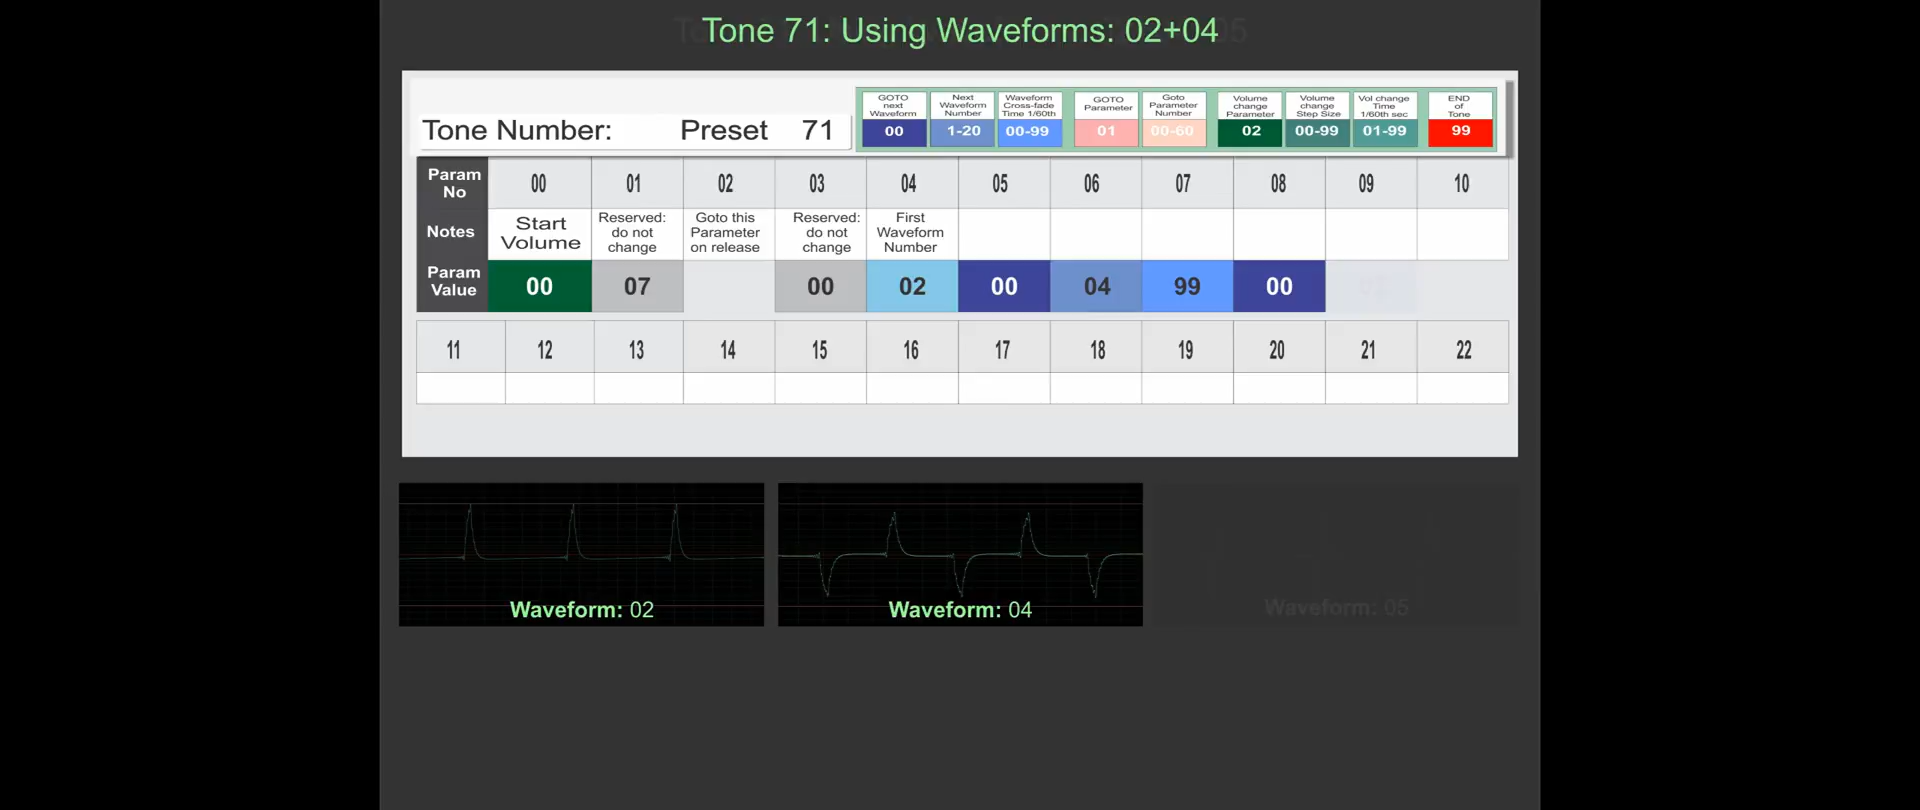 Tone 71: Using Waveforms: 02+04
Tone Number: Preset 71
GOTO next Waveform
00
Next Waveform Number
1-20
Waveform Cross-fade Time 1/60th
00-99
GOTO Parameter
01
Goto Parameter Number
00-60
Volume change Parameter
02
Volume change Step Size
00-99
Vol change Time 1/60th sec
01-99
END of Tone
99
Param No
00 01 02 03 04 05 06 07 08 09 10
Notes
Start Volume
Reserved: do not change
Goto this Parameter on release
Reserved: do not change
First Waveform Number
Param Value
00 07 00 02 00 04 99 00
11 12 13 14 15 16 17 18 19 20 21 22
Waveform: 02
Waveform: 04
Waveform: 05